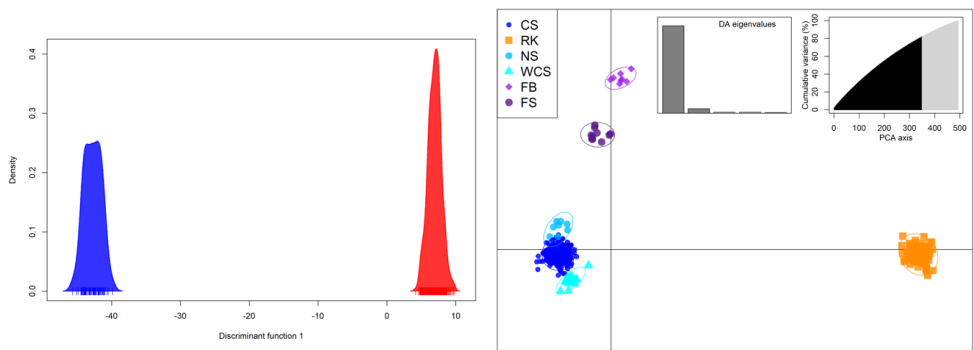 Density
0.4
0.3
0.2
0.1
0.0
-40 -30 -20 -10 0 10
Discriminant function 1
CS
RK
NS
WCS
FB
FS
DA eigenvalues
Cumulative variance (%)
100
80
60
40
20
0
0 100 200 300 400 500
PCA axis